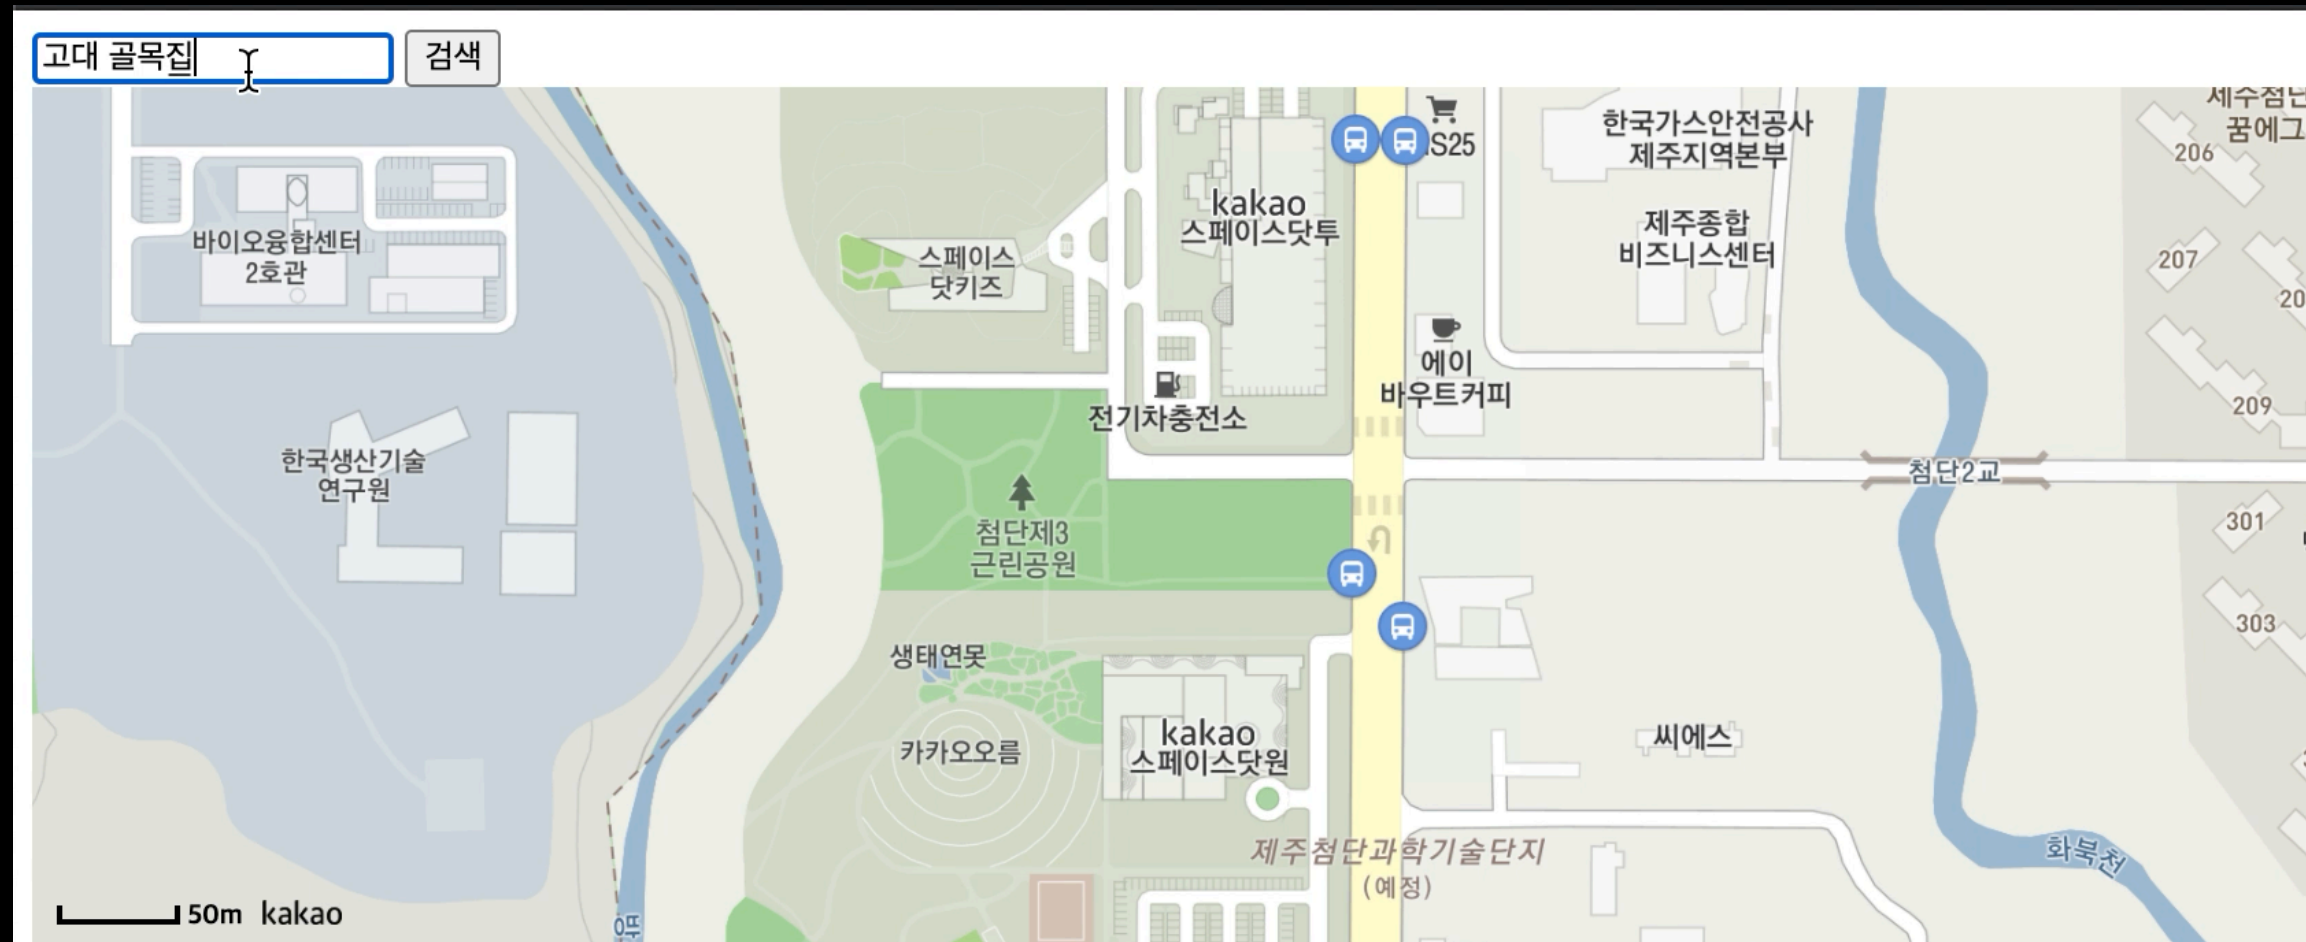 고대 골목집
검색
제주첨단
꿈에그
206
207
20
209
한국가스안전공사
제주지역본부
GS25
kakao
스페이스닷투
제주종합
비즈니스센터
바이오융합센터
2호관
스페이스
닷키즈
에이
바우트커피
전기차충전소
한국생산기술
연구원
첨단2교
첨단제3
근린공원
301
303
생태연못
카카오오름
kakao
스페이스닷원
씨에스
제주첨단과학기술단지
(예정)
화북천
50m kakao